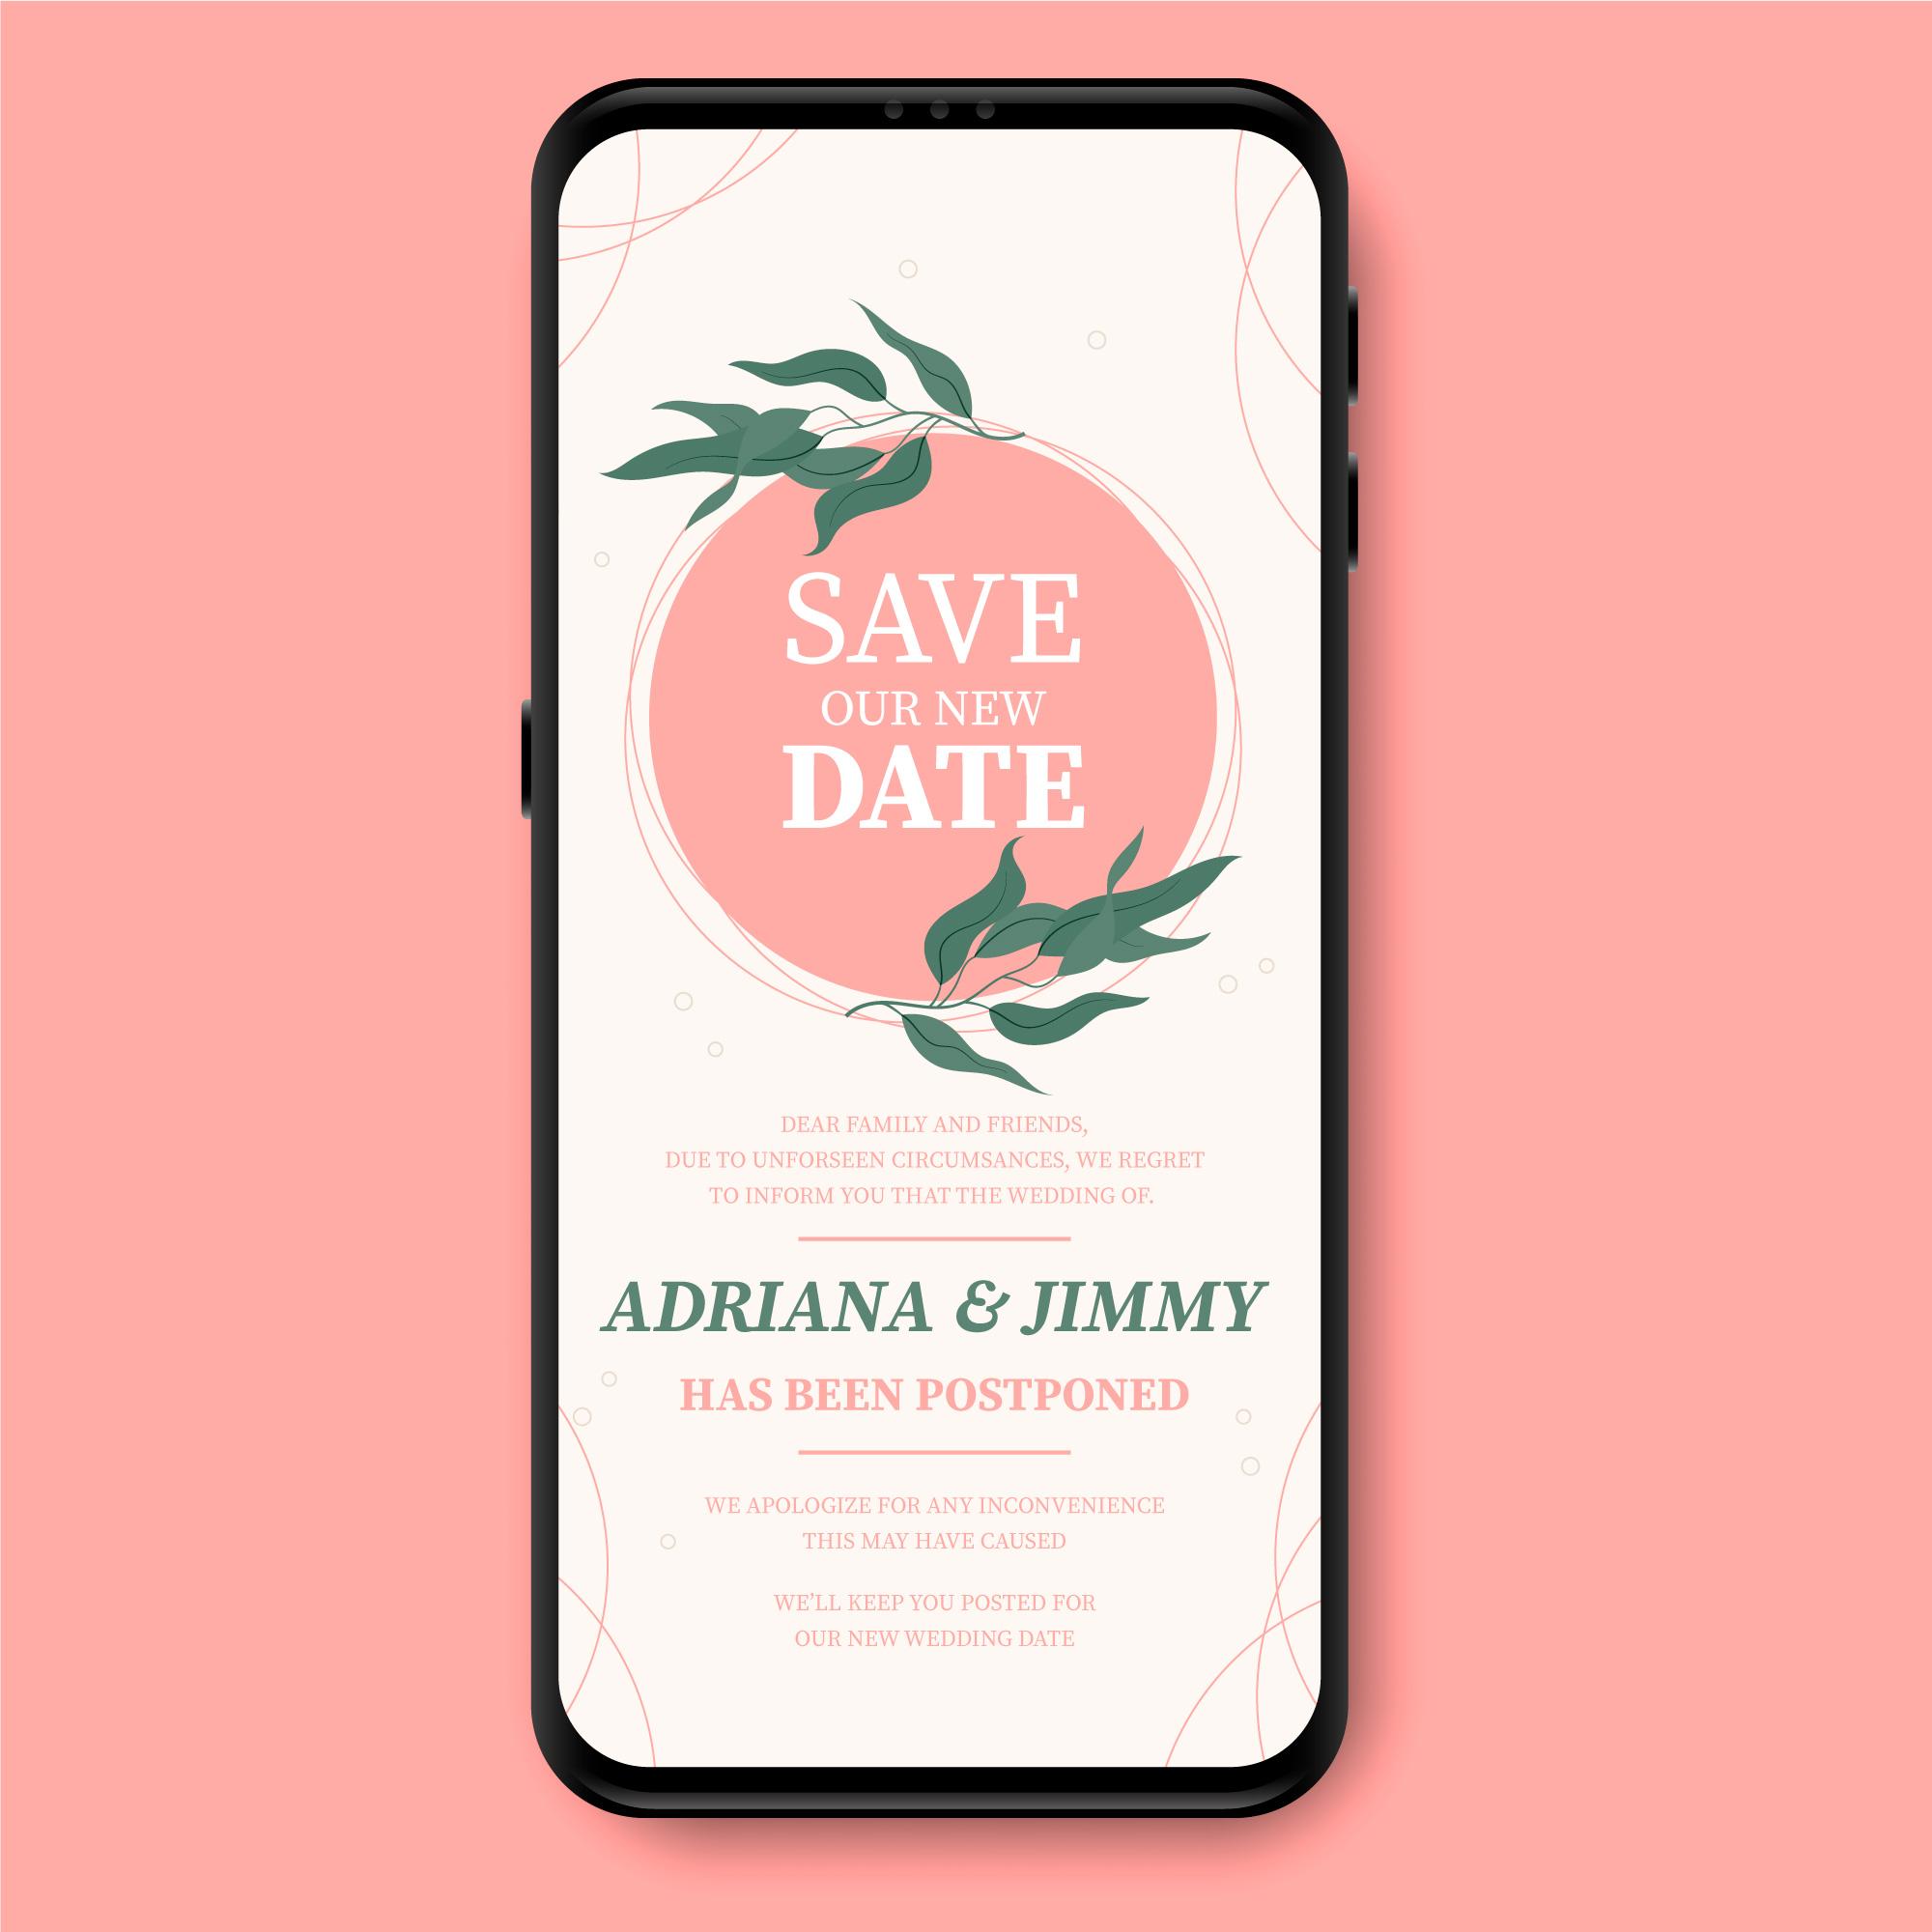 SAVE
OUR NEW
DATE
DEAR FAMILY AND FRIENDS,
DUE TO UNFORSEEN CIRCUMSANCES, WE REGRET
TO INFORM YOU THAT THE WEDDING OF.
ADRIANA & JIMMY
HAS BEEN POSTPONED
WE APOLOGIZE FOR ANY INCONVENIENCE
THIS MAY HAVE CAUSED
WE’LL KEEP YOU POSTED FOR
OUR NEW WEDDING DATE